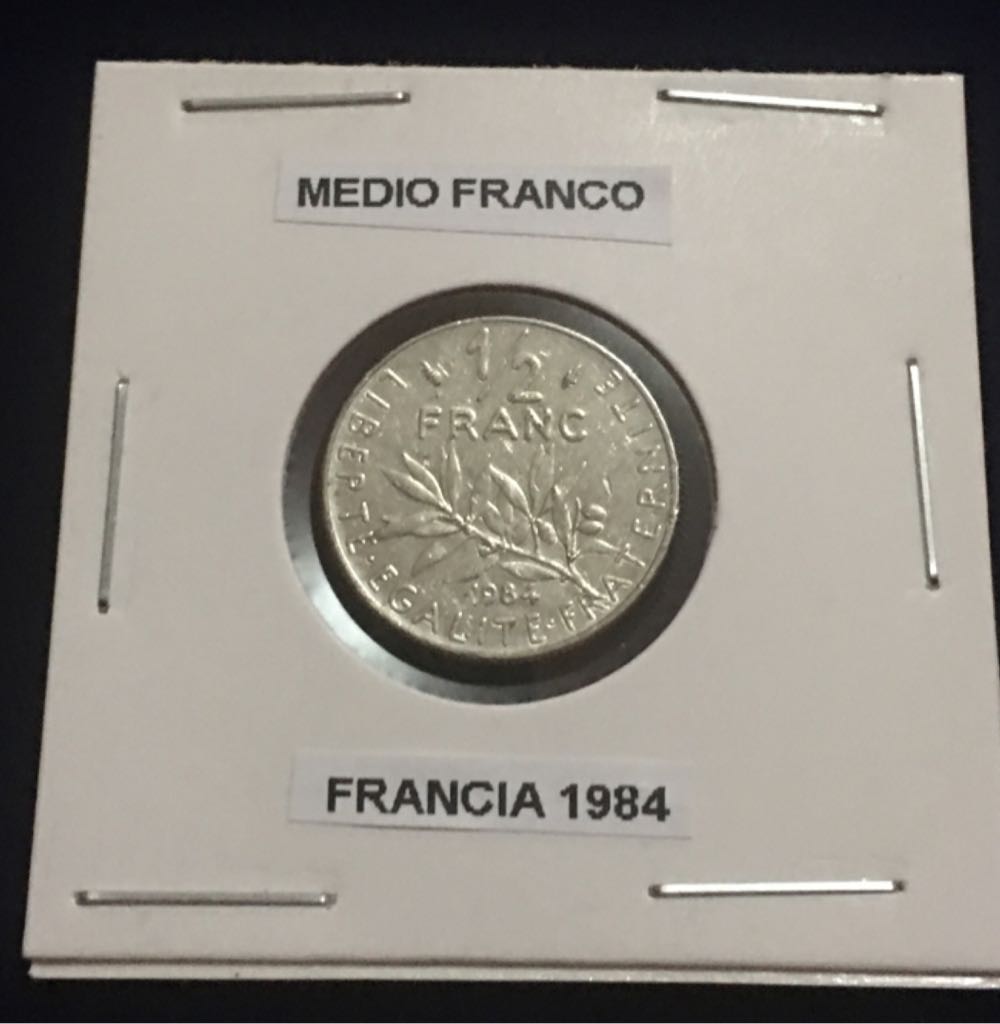 MEDIO FRANCO
1/2
FRANC
LIBERTE·EGALITE·FRATERNITE
1984
FRANCIA 1984